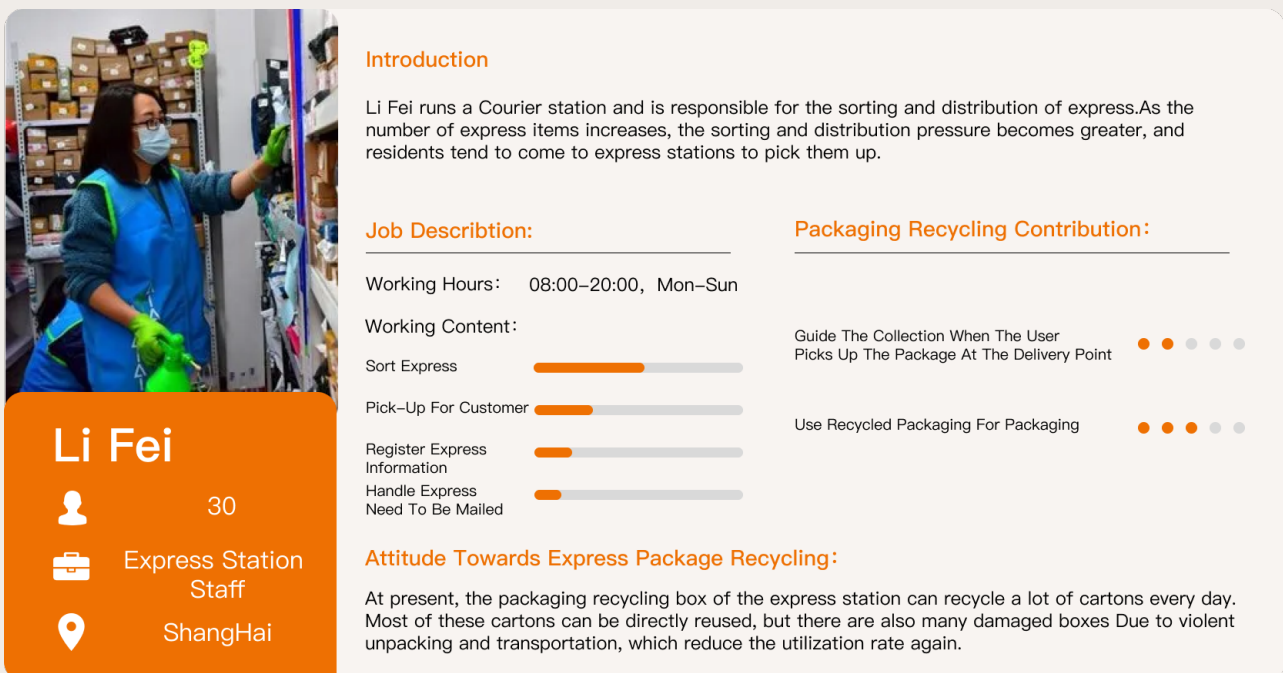 Introduction
Li Fei runs a Courier station and is responsible for the sorting and distribution of express.As the
number of express items increases, the sorting and distribution pressure becomes greater, and
residents tend to come to express stations to pick them up.
Job Describtion:
Working Hours: 08:00-20:00, Mon-Sun
Working Content:
Sort Express
Pick-Up For Customer
Register Express
Information
Handle Express
Need To Be Mailed
Packaging Recycling Contribution:
Guide The Collection When The User
Picks Up The Package At The Delivery Point
Use Recycled Packaging For Packaging
Li Fei
30
Express Station
Staff
ShangHai
Attitude Towards Express Package Recycling:
At present, the packaging recycling box of the express station can recycle a lot of cartons every day.
Most of these cartons can be directly reused, but there are also many damaged boxes Due to violent
unpacking and transportation, which reduce the utilization rate again.